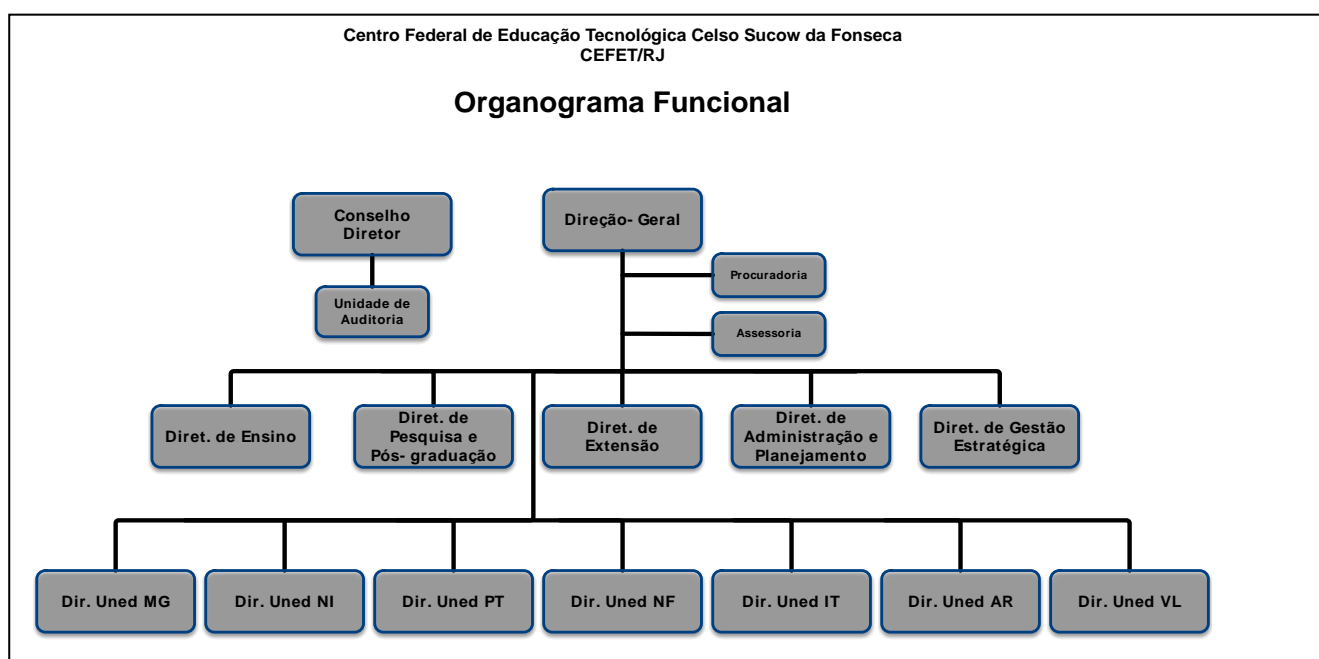 Centro Federal de Educação Tecnológica Celso Sucow da Fonseca
CEFET/RJ
Organograma Funcional
Conselho
Diretor
Direção- Geral
Procuradoria
Unidade de
Auditoria
Assessoria
Diret. de Ensino
Diret. de
Pesquisa e
Pós- graduação
Diret. de
Extensão
Diret. de
Administração e
Planejamento
Diret. de Gestão
Estratégica
Dir. Uned MG
Dir. Uned NI
Dir. Uned PT
Dir. Uned NF
Dir. Uned IT
Dir. Uned AR
Dir. Uned VL